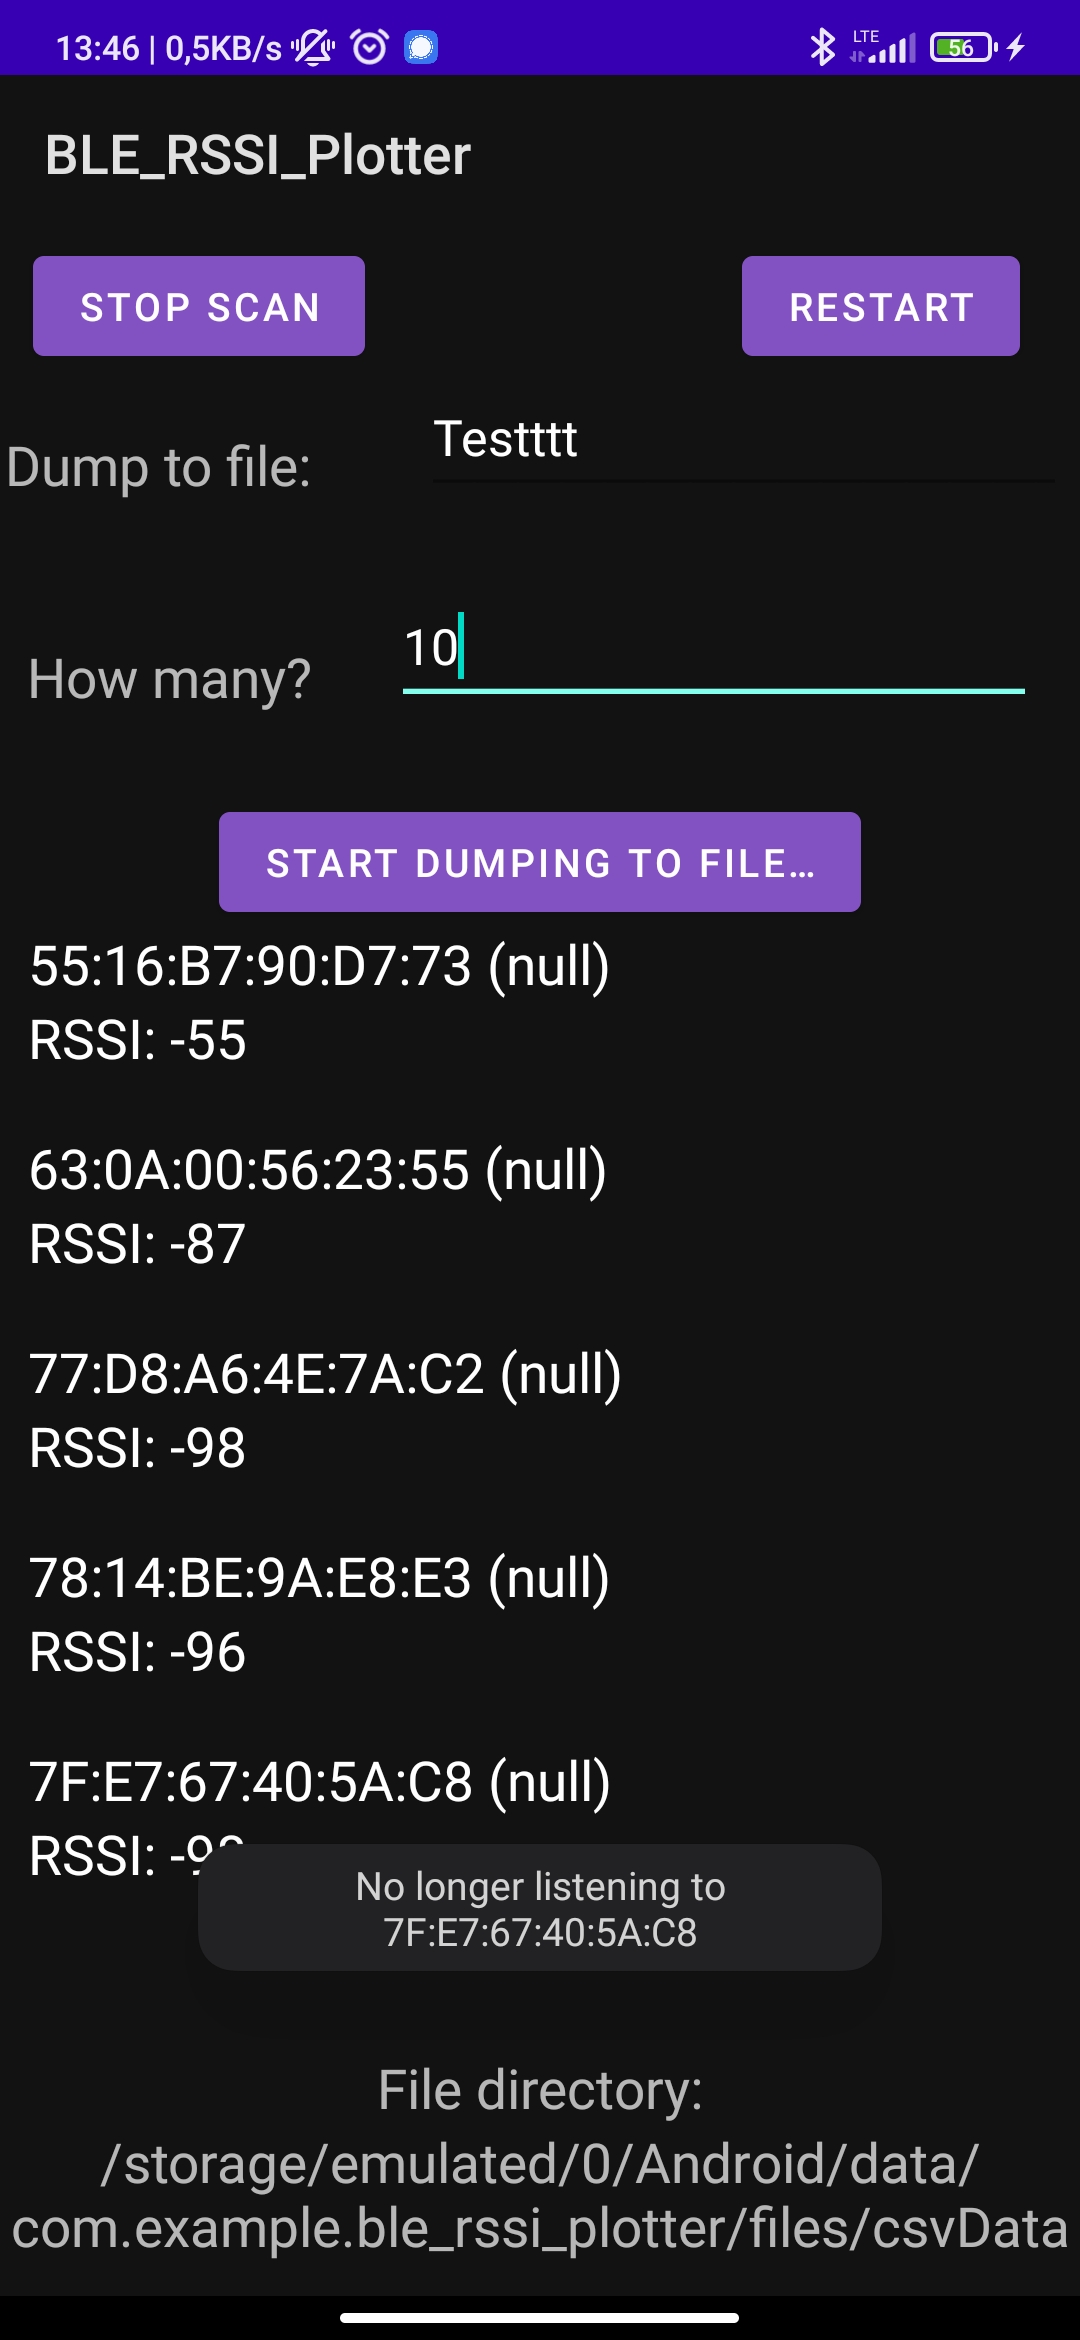 13:46 | 0,5KB/s
LTE
56
BLE_RSSI_Plotter
STOP SCAN
RESTART
Dump to file:
Testttt
How many?
10
START DUMPING TO FILE…
55:16:B7:90:D7:73 (null)
RSSI: -55
63:0A:00:56:23:55 (null)
RSSI: -87
77:D8:A6:4E:7A:C2 (null)
RSSI: -98
78:14:BE:9A:E8:E3 (null)
RSSI: -96
7F:E7:67:40:5A:C8 (null)
RSSI:
No longer listening to
7F:E7:67:40:5A:C8
File directory:
/storage/emulated/0/Android/data/
com.example.ble_rssi_plotter/files/csvData